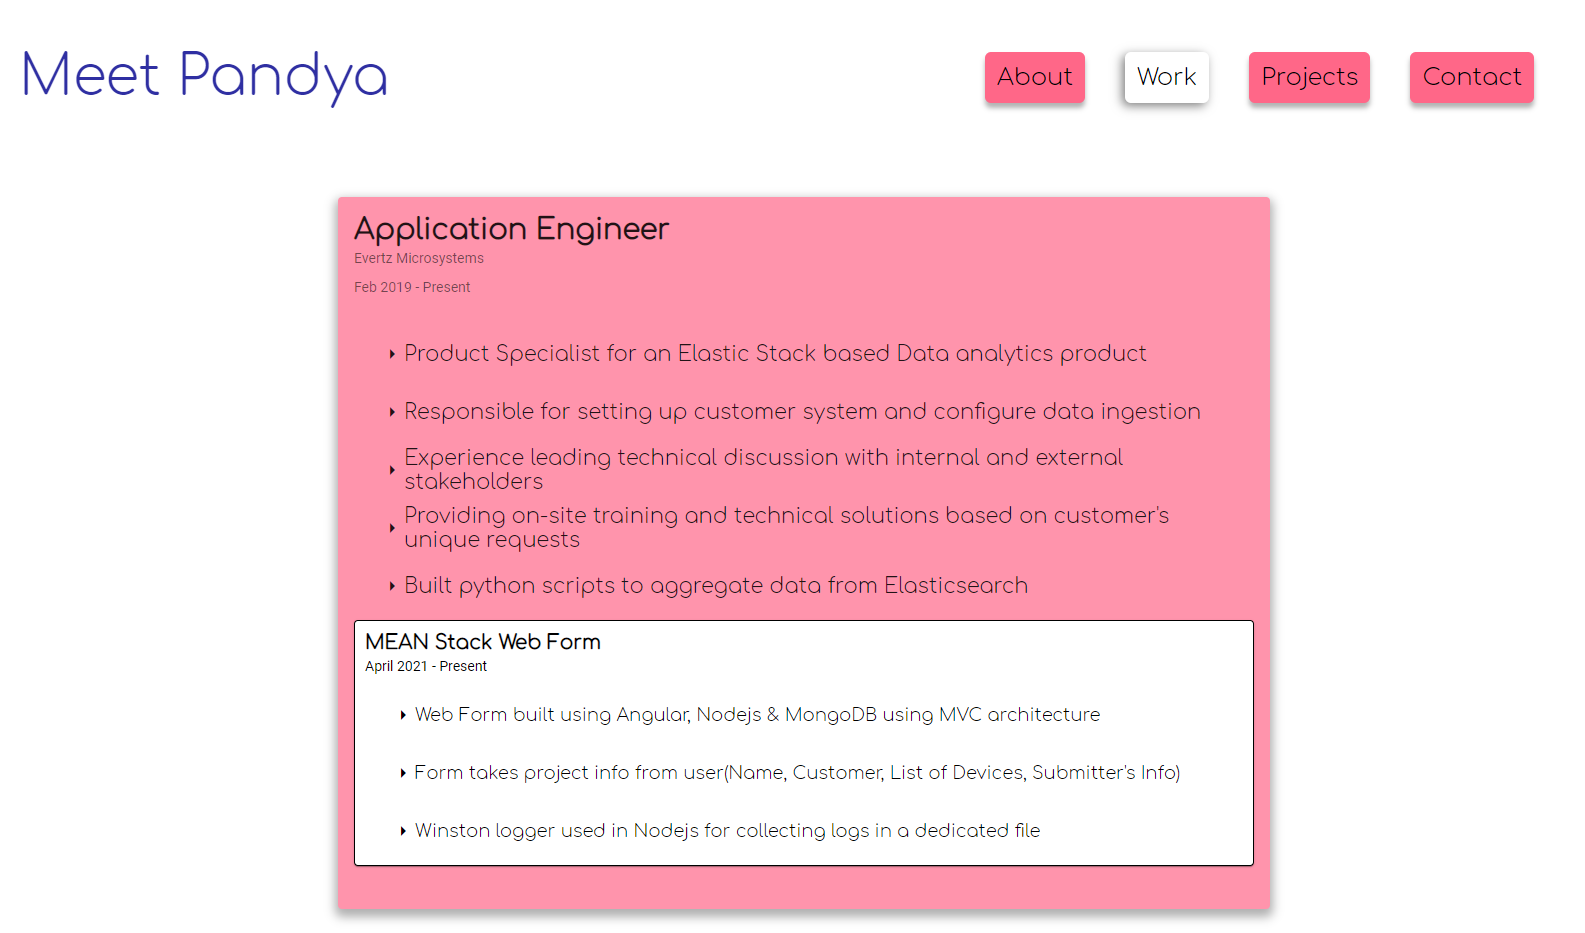 Meet Pandya
About
Work
Projects
Contact
Application Engineer
Evertz Microsystems
Feb 2019 - Present
Product Specialist for an Elastic Stack based Data analytics product
Responsible for setting up customer system and configure data ingestion
Experience leading technical discussion with internal and external
stakeholders
Providing on-site training and technical solutions based on customer's
unique requests
Built python scripts to aggregate data from Elasticsearch
MEAN Stack Web Form
April 2021 - Present
Web Form built using Angular, Nodejs & MongoDB using MVC architecture
Form takes project info from user(Name, Customer, List of Devices, Submitter's Info)
Winston logger used in Nodejs for collecting logs in a dedicated file